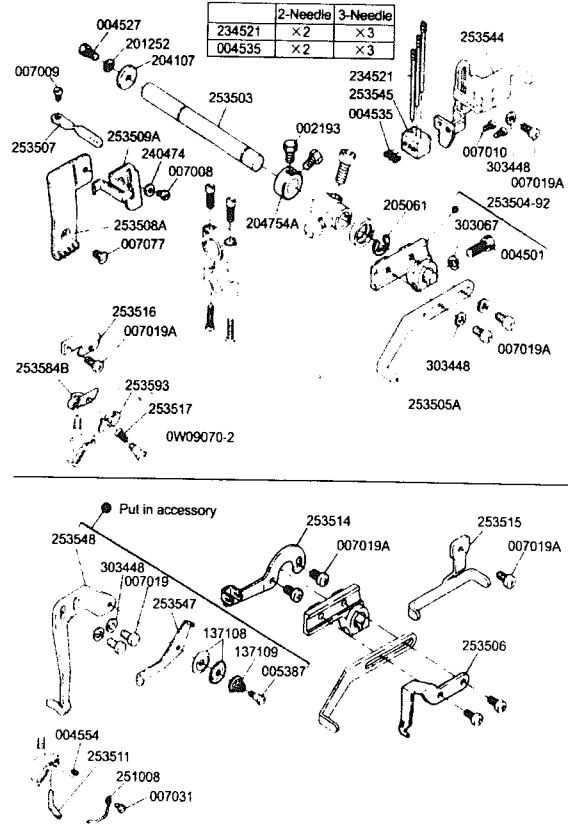 2-Needle 3-Needle
234521 ×2 ×3
004535 ×2 ×3
004527
201252
204107
007009
253503
253507
253509A
240474
007008
002193
253508A
007077
204754A
234521
253545
004535
253544
007010
303448
007019A
253504-92
205061
303067
004501
253516
007019A
253584B
253593
253517
0W09070-2
303448
007019A
253505A
Put in accessory
253548
303448
007019
253547
137108
137109
005387
253514
007019A
253515
007019A
253506
004554
253511
251008
007031